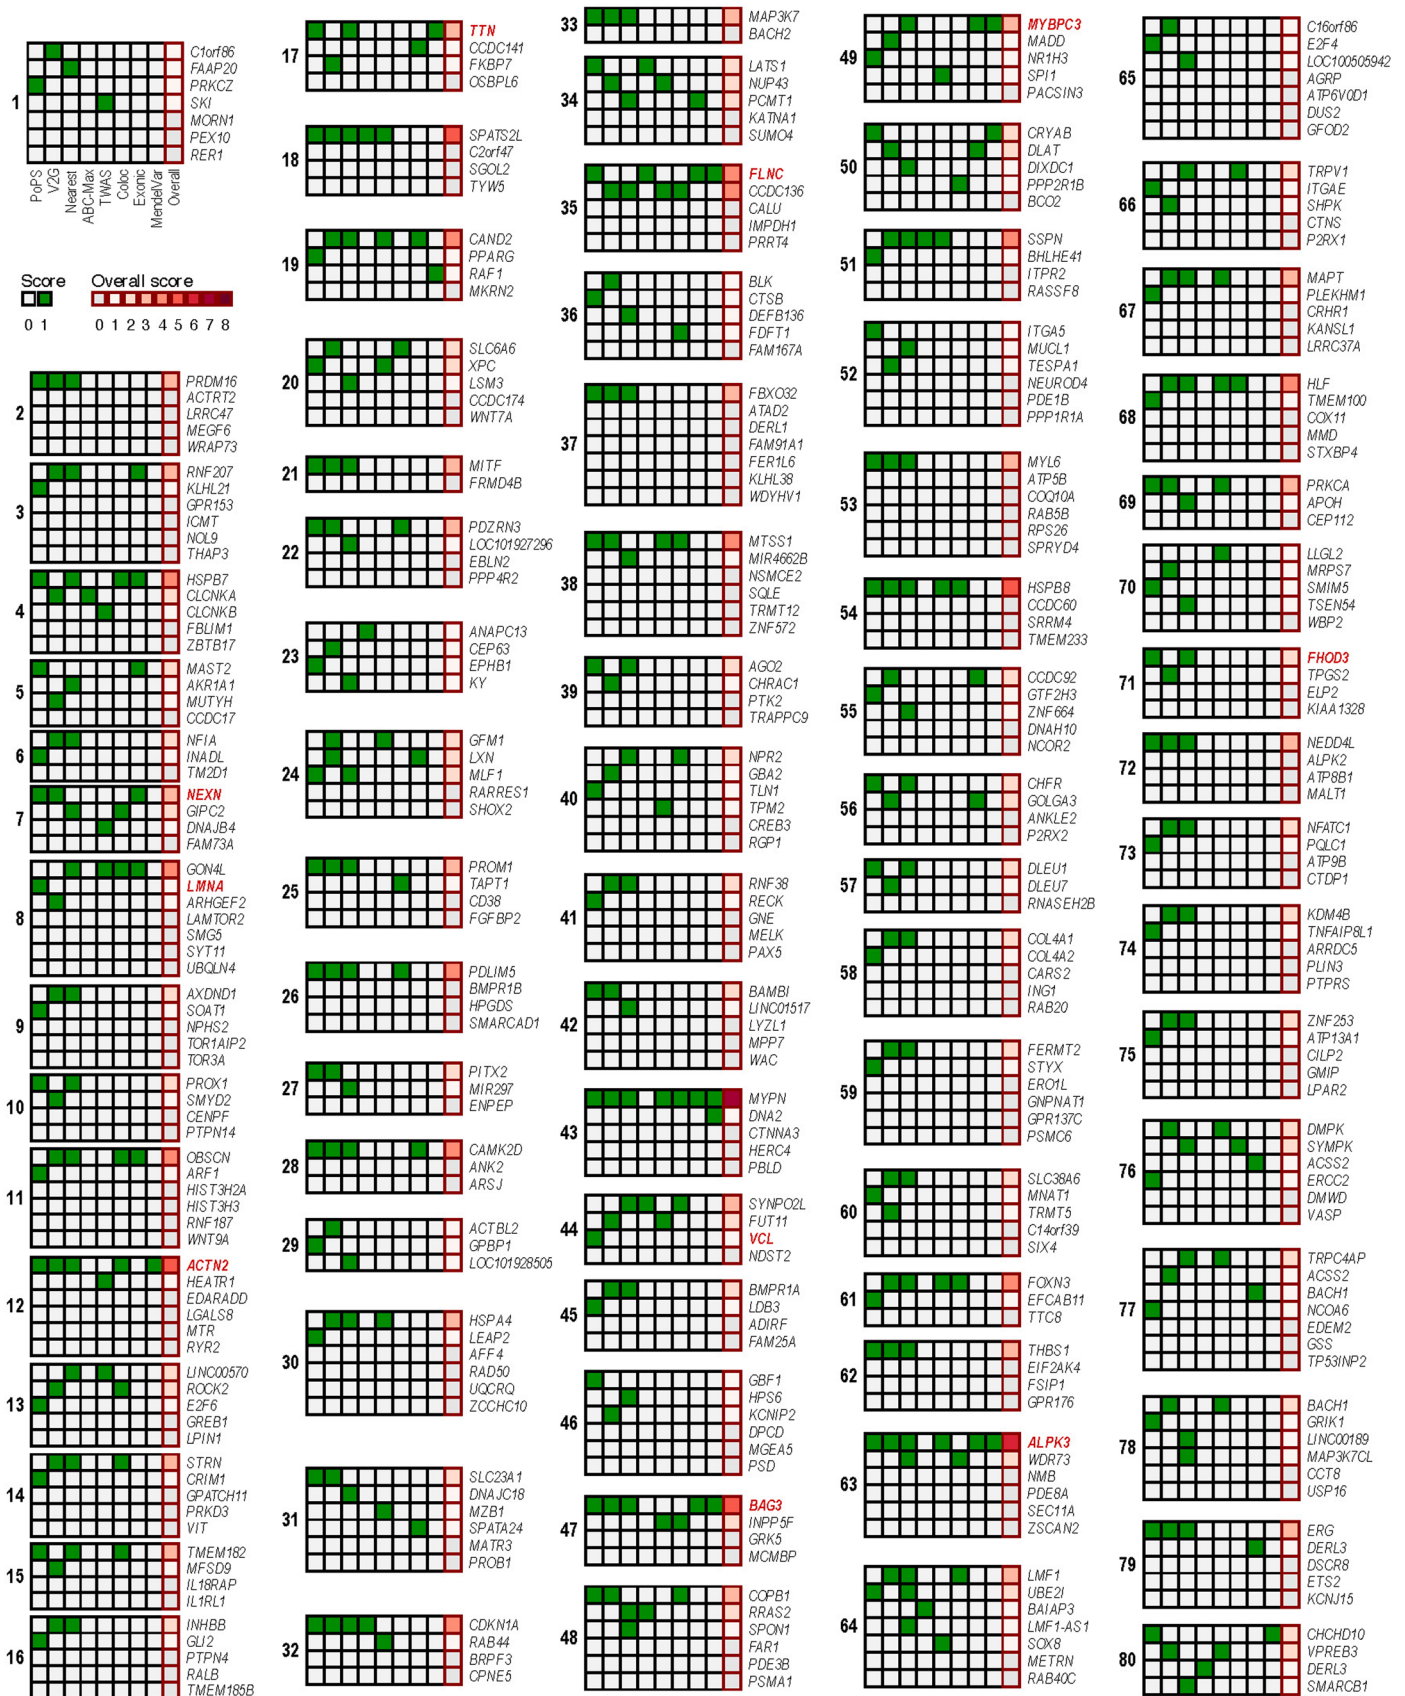 1
C1orf86
FAAP20
PRKCZ
SKI
MORN1
PEX10
RER1
PoPS
V2G
Nearest
ABC-Max
TWAS
Coloc
Exonic
MendelVar
Overall
Score
0 1
Overall score
0 1 2 3 4 5 6 7 8
2
PRDM16
ACTRT2
LRRC47
MEGF6
WRAP73
3
RNF207
KLHL21
GPR153
ICMT
NOL9
THAP3
4
HSPB7
CLCNKA
CLCNKB
FBLIM1
ZBTB17
5
MAST2
AKR1A1
MUTYH
CCDC17
6
NFIA
INADL
TM2D1
7
NEXN
GIPC2
DNAJB4
FAM73A
8
GON4L
LMNA
ARHGEF2
LAMTOR2
SMG5
SYT11
UBQLN4
9
AXDND1
SOAT1
NPHS2
TOR1AIP2
TOR3A
10
PROX1
SMYD2
CENPF
PTPN14
11
OBSCN
ARF1
HIST3H2A
HIST3H3
RNF187
WNT9A
12
ACTN2
HEATR1
EDARADD
LGALS8
MTR
RYR2
13
LINC00570
ROCK2
E2F6
GREB1
LPIN1
14
STRN
CRIM1
GPATCH11
PRKD3
VIT
15
TMEM182
MFSD9
IL18RAP
IL1RL1
16
INHBB
GLI2
PTPN4
RALB
TMEM185B
17
TTN
CCDC141
FKBP7
OSBPL6
18
SPATS2L
C2orf47
SGOL2
TYW5
19
CAND2
PPARG
RAF1
MKRN2
20
SLC6A6
XPC
LSM3
CCDC174
WNT7A
21
MITF
FRMD4B
22
PDZRN3
LOC101927296
EBLN2
PPP4R2
23
ANAPC13
CEP63
EPHB1
KY
24
GFM1
LXN
MLF1
RARRES1
SHOX2
25
PROM1
TAPT1
CD38
FGFBP2
26
PDLIM5
BMPR1B
HPGDS
SMARCAD1
27
PITX2
MIR297
ENPEP
28
CAMK2D
ANK2
ARSJ
29
ACTBL2
GPBP1
LOC101928505
30
HSPA4
LEAP2
AFF4
RAD50
UQCRQ
ZCCHC10
31
SLC23A1
DNAJC18
MZB1
SPATA24
MATR3
PROB1
32
CDKN1A
RAB44
BRPF3
CPNE5
33
MAP3K7
BACH2
34
LATS1
NUP43
PCMT1
KATNA1
SUMO4
35
FLNC
CCDC136
CALU
IMPDH1
PRRT4
36
BLK
CTSB
DEFB136
FDFT1
FAM167A
37
FBXO32
ATAD2
DERL1
FAM91A1
FER1L6
KLHL38
WDYHV1
38
MTSS1
MIR4662B
NSMCE2
SQLE
TRMT12
ZNF572
39
AGO2
CHRAC1
PTK2
TRAPPC9
40
NPR2
GBA2
TLN1
TPM2
CREB3
RGP1
41
RNF38
RECK
GNE
MELK
PAX5
42
BAMBI
LINC01517
LYZL1
MPP7
WAC
43
MYPN
DNA2
CTNNA3
HERC4
PBLD
44
SYNPO2L
FUT11
VCL
NDST2
45
BMPR1A
LDB3
ADIRF
FAM25A
46
GBF1
HPS6
KCNIP2
DPCD
MGEA5
PSD
47
BAG3
INPP5F
GRK5
MCMBP
48
COPB1
RRAS2
SPON1
FAR1
PDE3B
PSMA1
49
MYBPC3
MADD
NR1H3
SPI1
PACSIN3
50
CRYAB
DLAT
DIXDC1
PPP2R1B
BCO2
51
SSPN
BHLHE41
ITPR2
RASSF8
52
ITGA5
MUCL1
TESPA1
NEUROD4
PDE1B
PPP1R1A
53
MYL6
ATP5B
COQ10A
RAB5B
RPS26
SPRYD4
54
HSPB8
CCDC60
SRRM4
TMEM233
55
CCDC92
GTF2H3
ZNF664
DNAH10
NCOR2
56
CHFR
GOLGA3
ANKLE2
P2RX2
57
DLEU1
DLEU7
RNASEH2B
58
COL4A1
COL4A2
CARS2
ING1
RAB20
59
FERMT2
STYX
ERO1L
GNPNAT1
GPR137C
PSMC6
60
SLC38A6
MNAT1
TRMT5
C14orf39
SIX4
61
FOXN3
EFCAB11
TTC8
62
THBS1
EIF2AK4
FSIP1
GPR176
63
ALPK3
WDR73
NMB
PDE8A
SEC11A
ZSCAN2
64
LMF1
UBE2I
BAIAP3
LMF1-AS1
SOX8
METRN
RAB40C
65
C16orf86
E2F4
LOC100505942
AGRP
ATP6V0D1
DUS2
GFOD2
66
TRPV1
ITGAE
SHPK
CTNS
P2RX1
67
MAPT
PLEKHM1
CRHR1
KANSL1
LRRC37A
68
HLF
TMEM100
COX11
MMD
STXBP4
69
PRKCA
APOH
CEP112
70
LLGL2
MRPS7
SMIM5
TSEN54
WBP2
71
FHOD3
TPGS2
ELP2
KIAA1328
72
NEDD4L
ALPK2
ATP8B1
MALT1
73
NFATC1
PQLC1
ATP9B
CTDP1
74
KDM4B
TNFAIP8L1
ARRDC5
PLIN3
PTPRS
75
ZNF253
ATP13A1
CILP2
GMIP
LPAR2
76
DMPK
SYMPK
ACSS2
ERCC2
DMWD
VASP
77
TRPC4AP
ACSS2
BACH1
NCOA6
EDEM2
GSS
TP53INP2
78
BACH1
GRIK1
LINC00189
MAP3K7CL
CCT8
USP16
79
ERG
DERL3
DSCR8
ETS2
KCNJ15
80
CHCHD10
VPREB3
DERL3
SMARCB1